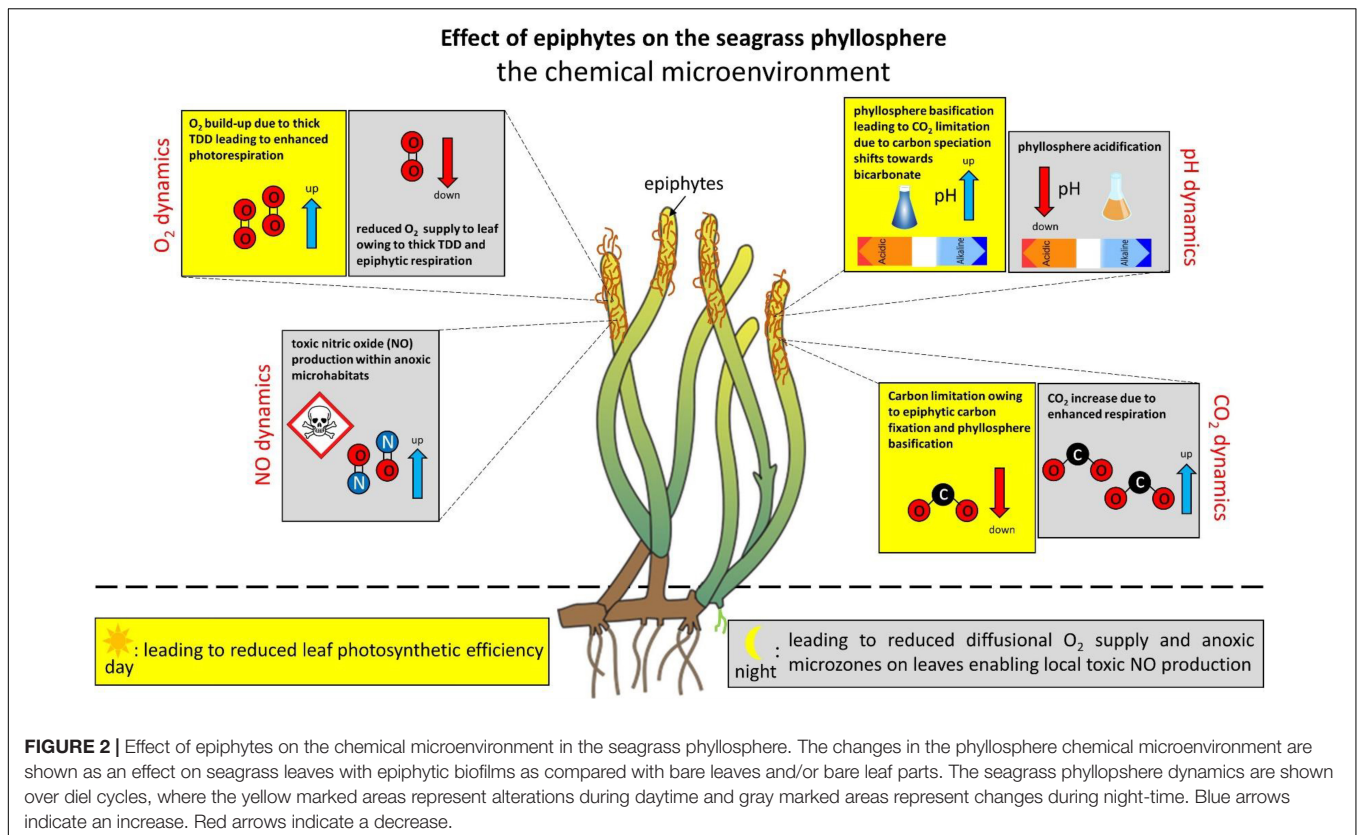 Effect of epiphytes on the seagrass phyllosphere
the chemical microenvironment
O₂ dynamics
O₂ build-up due to thick
TDD leading to enhanced
photorespiration
O
O
O
O
up
O
O
down
reduced O₂ supply to leaf
owing to thick TDD and
epiphytic respiration
epiphytes
phyllosphere basification
leading to CO₂ limitation
due to carbon speciation
shifts towards
bicarbonate
up
pH
Acidic
Alkaline
phyllosphere acidification
pH
down
Acidic
Alkaline
pH dynamics
NO dynamics
toxic nitric oxide (NO)
production within anoxic
microhabitats
N
O
O
N
up
Carbon limitation owing
to epiphytic carbon
fixation and phyllosphere
basification
C
O
O
down
CO₂ increase due to
enhanced respiration
C
O
O
C
O
O
up
CO₂ dynamics
day : leading to reduced leaf photosynthetic efficiency
night : leading to reduced diffusional O₂ supply and anoxic
microzones on leaves enabling local toxic NO production
FIGURE 2 | Effect of epiphytes on the chemical microenvironment in the seagrass phyllosphere. The changes in the phyllosphere chemical microenvironment are
shown as an effect on seagrass leaves with epiphytic biofilms as compared with bare leaves and/or bare leaf parts. The seagrass phyllopshere dynamics are shown
over diel cycles, where the yellow marked areas represent alterations during daytime and gray marked areas represent changes during night-time. Blue arrows
indicate an increase. Red arrows indicate a decrease.